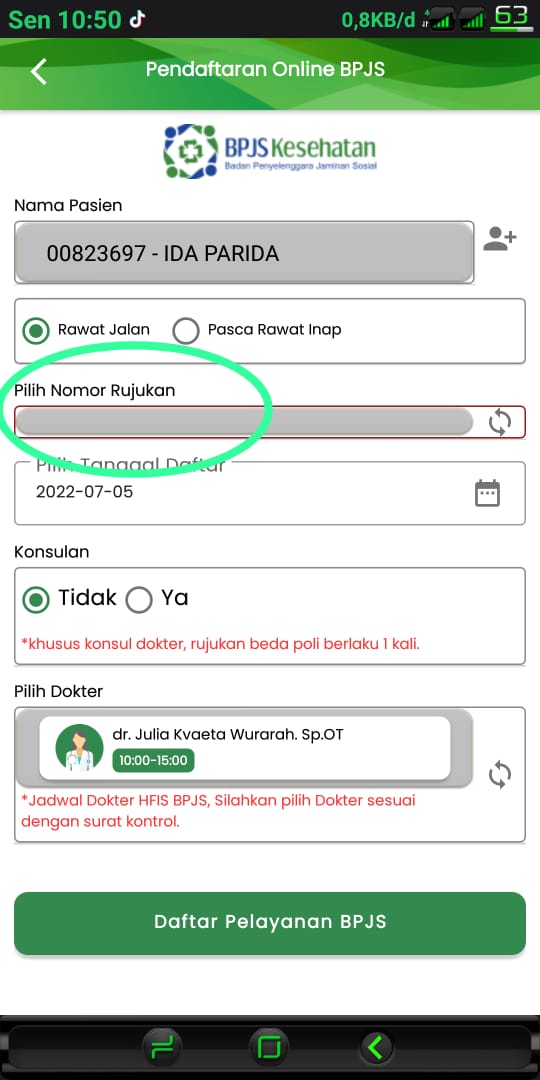 Sen 10:50
0,8KB/d
63
Pendaftaran Online BPJS
BPJS Kesehatan
Badan Penyelenggara Jaminan Sosial
Nama Pasien
00823697 - IDA PARIDA
Rawat Jalan
Pasca Rawat Inap
Pilih Nomor Rujukan
Pilih Tanggal Daftar
2022-07-05
Konsulan
Tidak
Ya
*khusus konsul dokter, rujukan beda poli berlaku 1 kali.
Pilih Dokter
dr. Julia Kvaeta Wurarah. Sp.OT
10:00-15:00
*Jadwal Dokter HFIS BPJS, Silahkan pilih Dokter sesuai
dengan surat kontrol.
Daftar Pelayanan BPJS